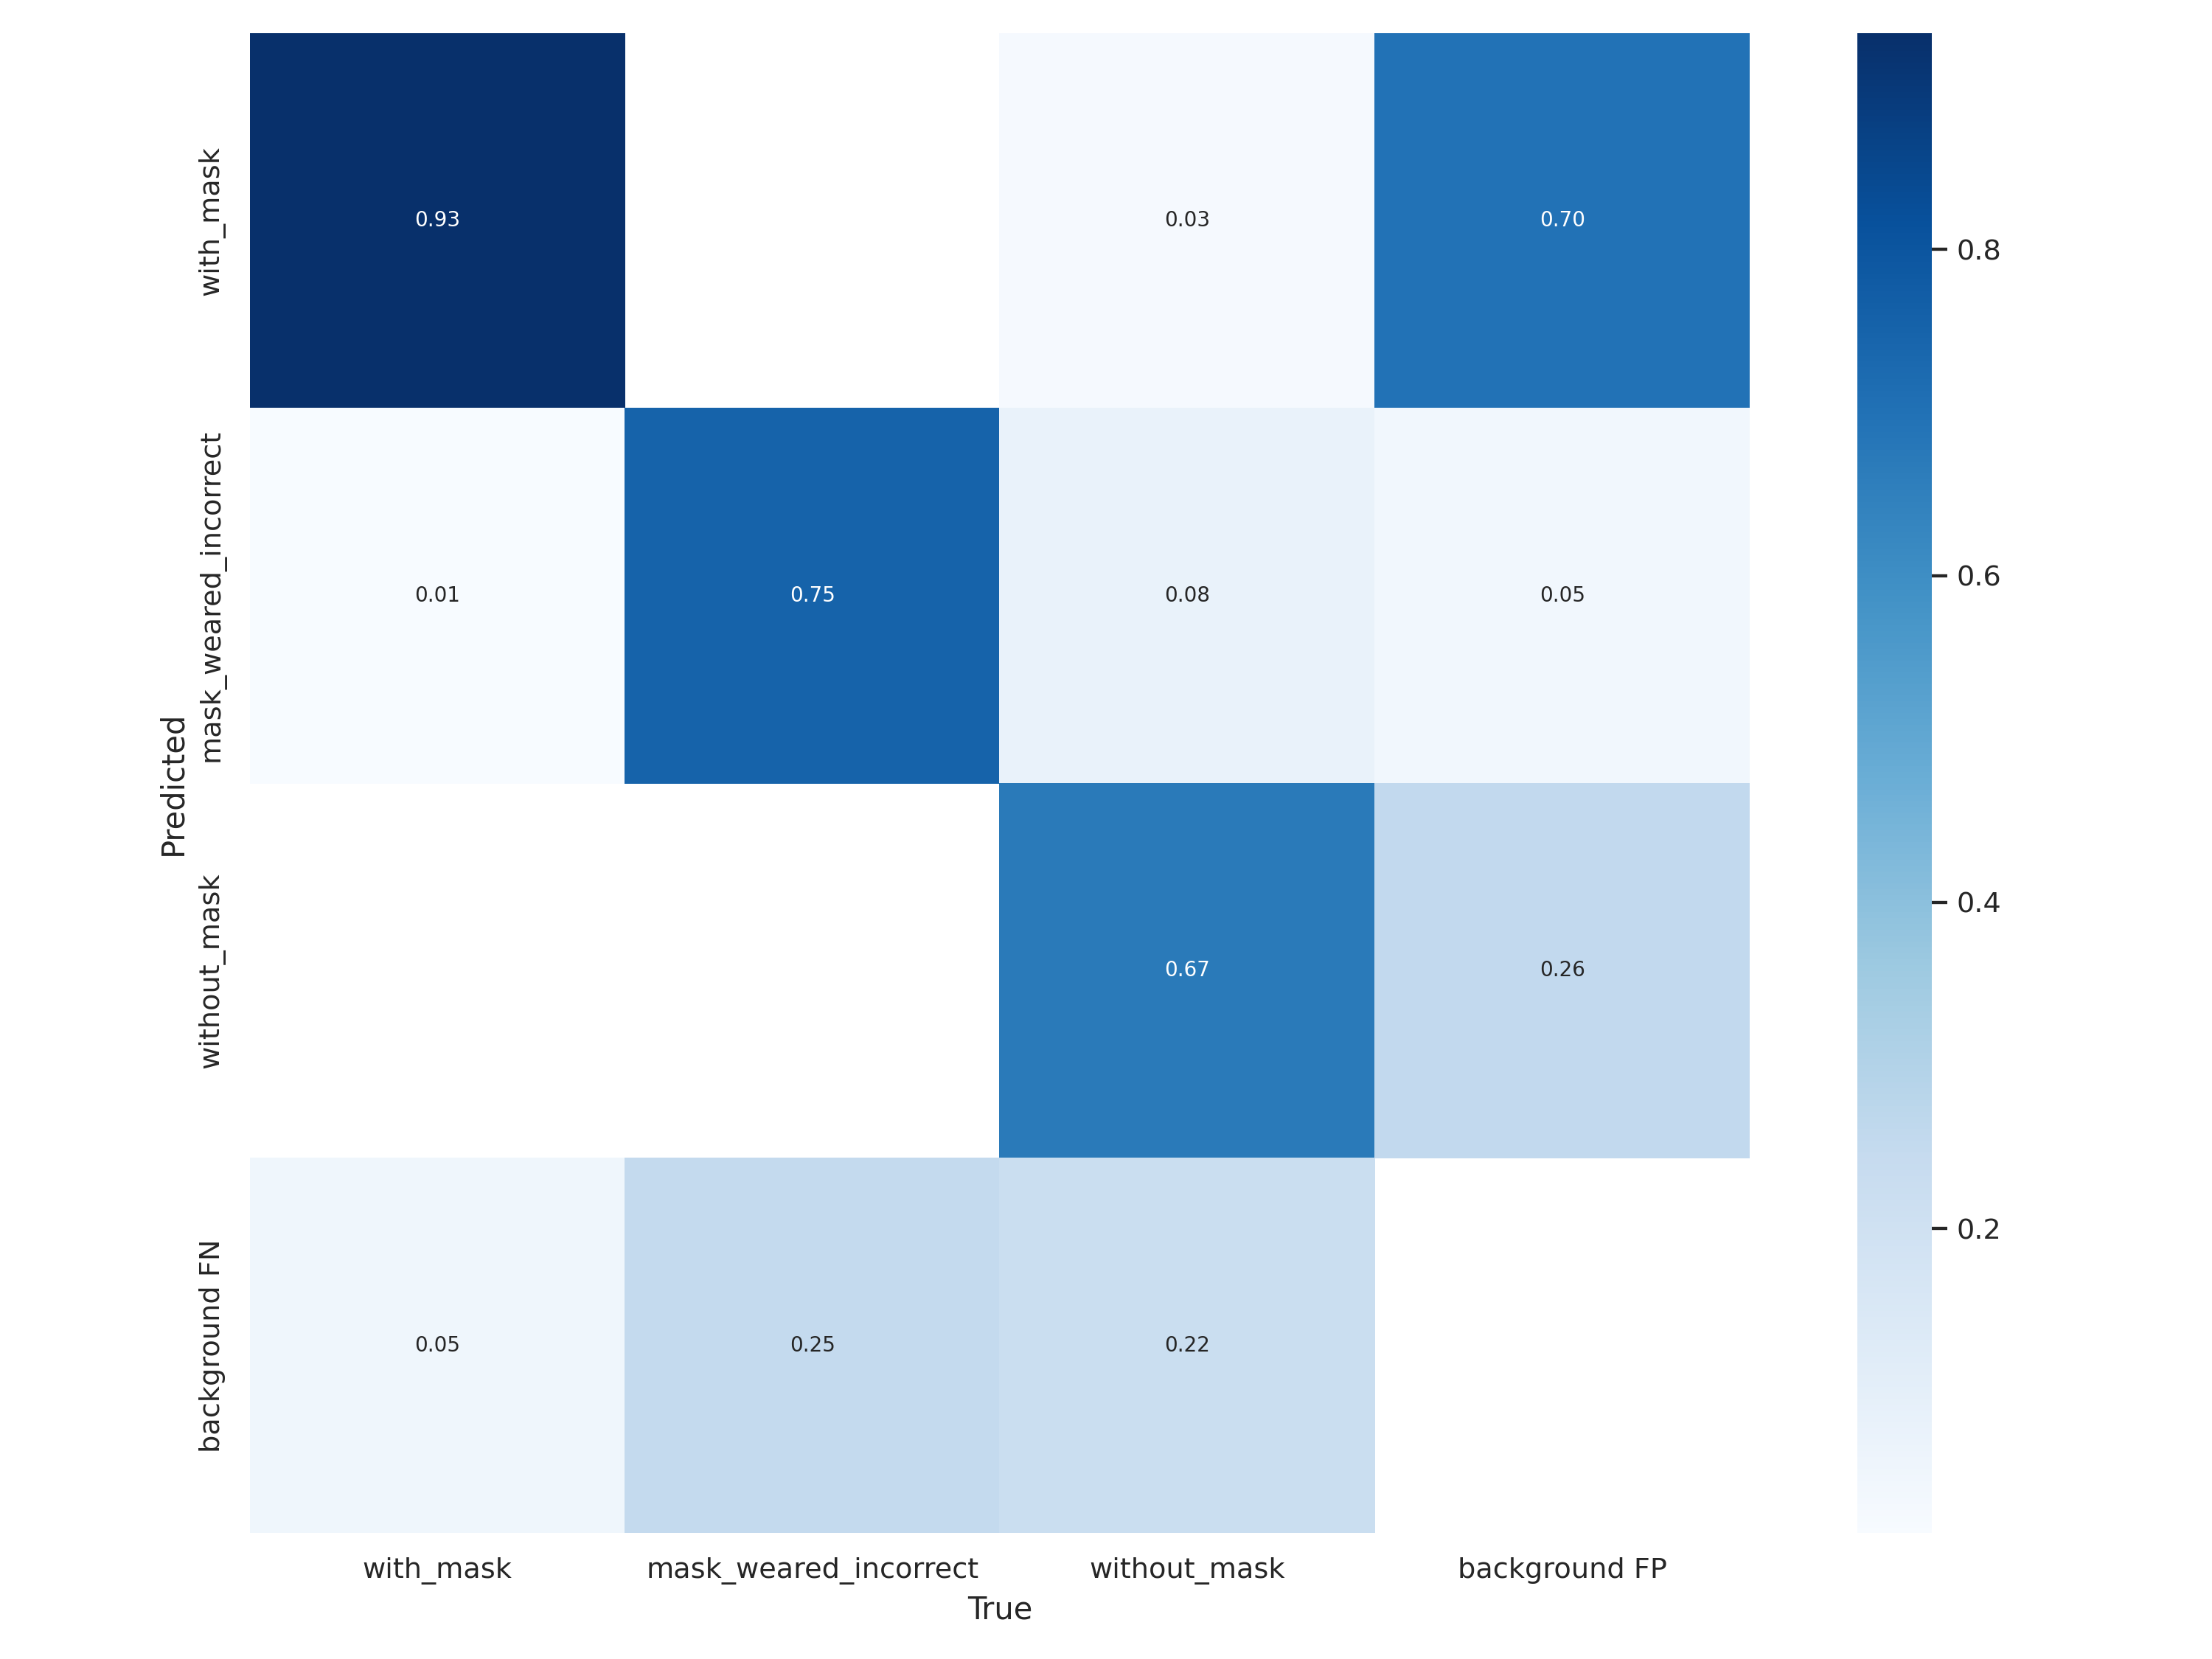 with_mask
0.93
0.03
0.70
mask_weared_incorrect
0.01
0.75
0.08
0.05
without_mask
0.67
0.26
background FN
0.05
0.25
0.22
Predicted
with_mask
mask_weared_incorrect
without_mask
background FP
True
0.8
0.6
0.4
0.2